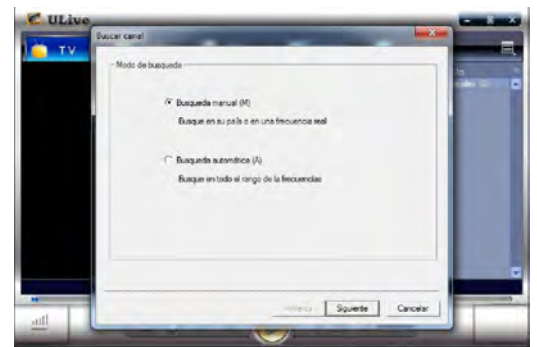 ULive
Buscar canal
TV
Modo de busqueda
Busqueda manual (M)
Busque en su país o en una frecuencia real
Busqueda automática (A)
Busque en todo el rango de la frecuencias
Siguiente
Cancelar